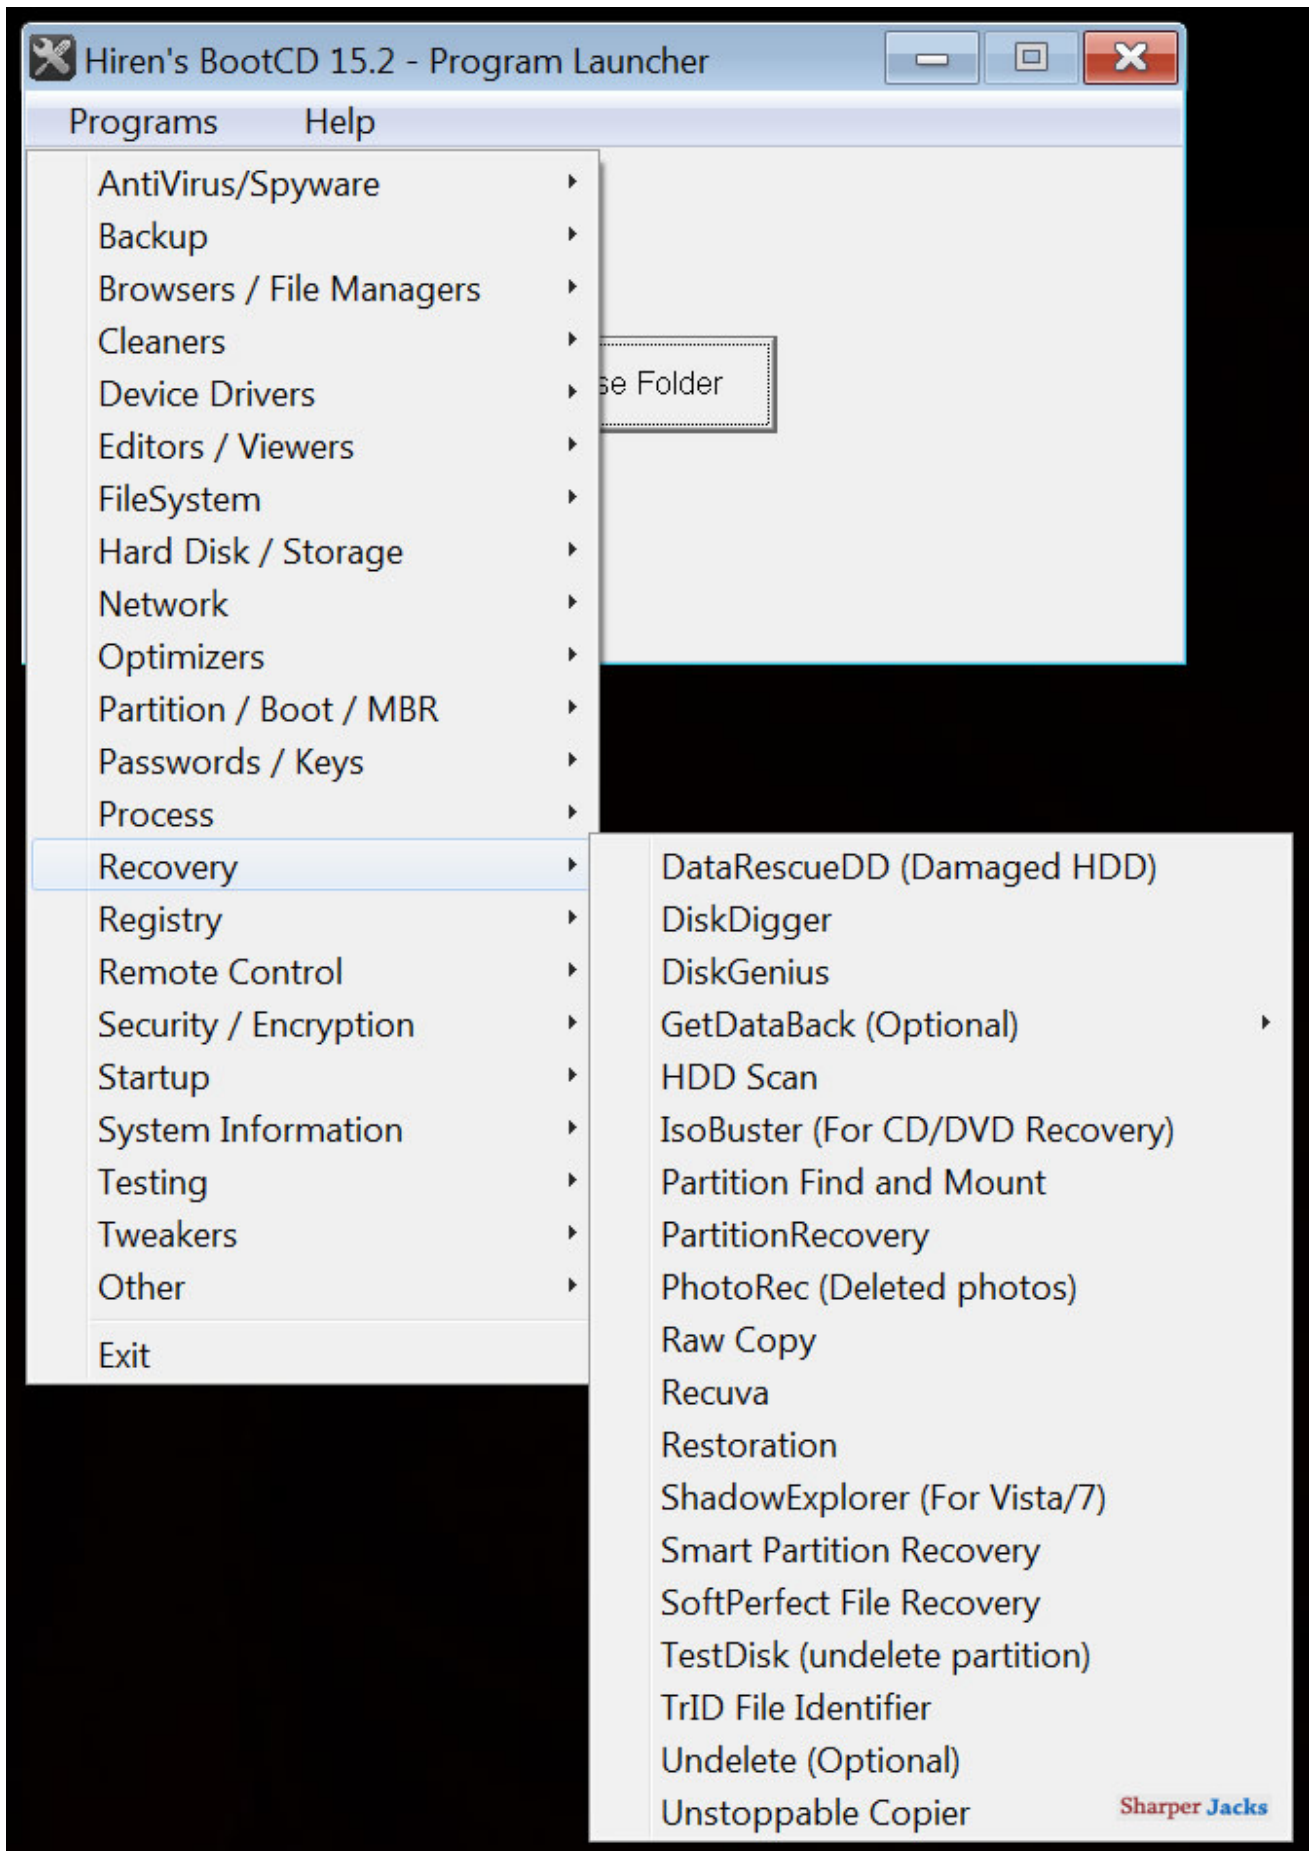 Hiren's BootCD 15.2 - Program Launcher
Programs Help
AntiVirus/Spyware
Backup
Browsers / File Managers
Cleaners
Device Drivers
Editors / Viewers
FileSystem
Hard Disk / Storage
Network
Optimizers
Partition / Boot / MBR
Passwords / Keys
Process
Recovery
Registry
Remote Control
Security / Encryption
Startup
System Information
Testing
Tweakers
Other
Exit
Folder
DataRescueDD (Damaged HDD)
DiskDigger
DiskGenius
GetDataBack (Optional)
HDD Scan
IsoBuster (For CD/DVD Recovery)
Partition Find and Mount
PartitionRecovery
PhotoRec (Deleted photos)
Raw Copy
Recuva
Restoration
ShadowExplorer (For Vista/7)
Smart Partition Recovery
SoftPerfect File Recovery
TestDisk (undelete partition)
TrID File Identifier
Undelete (Optional)
Unstoppable Copier
Sharper Jacks